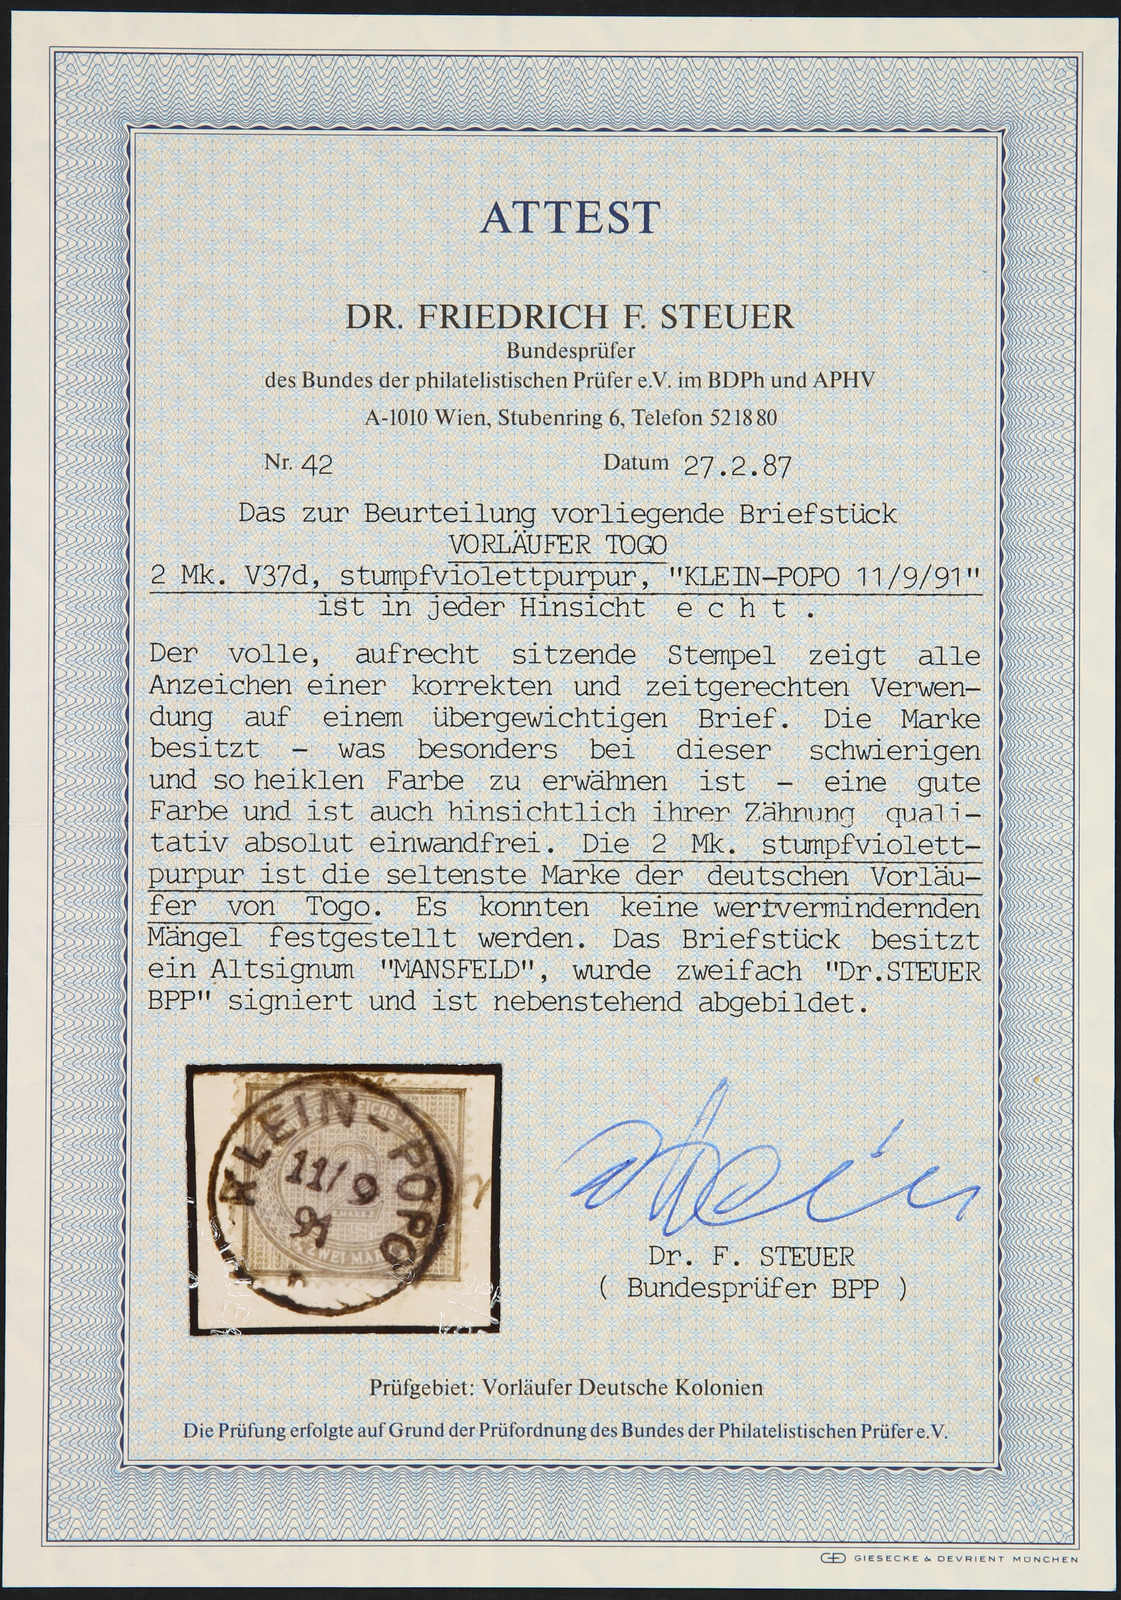 ATTEST
DR. FRIEDRICH F. STEUER
Bundesprüfer
des Bundes der philatelistischen Prüfer e.V. im BDPh und APHV
A-1010 Wien, Stubenring 6, Telefon 52 18 80
Nr. 42 Datum 27.2.87
Das zur Beurteilung vorliegende Briefstück
VORLÄUFER TOGO
2 Mk. V37d, stumpfviolettpurpur, "KLEIN-POPO 11/9/91"
ist in jeder Hinsicht e c h t .
Der volle, aufrecht sitzende Stempel zeigt alle
Anzeichen einer korrekten und zeitgerechten Verwen-
dung auf einem übergewichtigen Brief. Die Marke
besitzt - was besonders bei dieser schwierigen
und so heiklen Farbe zu erwähnen ist - eine gute
Farbe und ist auch hinsichtlich ihrer Zähnung quali-
tativ absolut einwandfrei. Die 2 Mk. stumpfviolett-
purpur ist die seltenste Marke der deutschen Vorläu-
fer von Togo. Es konnten keine wertvermindernden
Mängel festgestellt werden. Das Briefstück besitzt
ein Altsignum "MANSFELD", wurde zweifach "Dr.STEUER
BPP" signiert und ist nebenstehend abgebildet.
KLEIN-POPO
11/9
91
ZWEI MARK
Dr. F. STEUER
( Bundesprüfer BPP )
Prüfgebiet: Vorläufer Deutsche Kolonien
Die Prüfung erfolgte auf Grund der Prüfordnung des Bundes der Philatelistischen Prüfer e.V.
GIESECKE & DEVRIENT MÜNCHEN